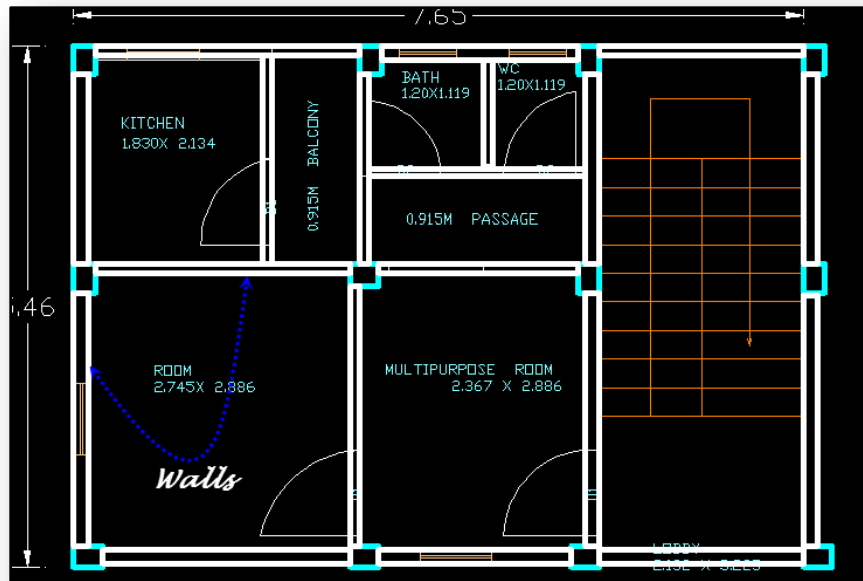 7.65
BATH
1.20X1.119
WC
1.20X1.119
KITCHEN
1.830X 2.134
0.915M BALCONY
0.915M PASSAGE
.46
ROOM
2.745X 2.886
MULTIPURPOSE ROOM
2.367 X 2.886
Walls
LOBBY